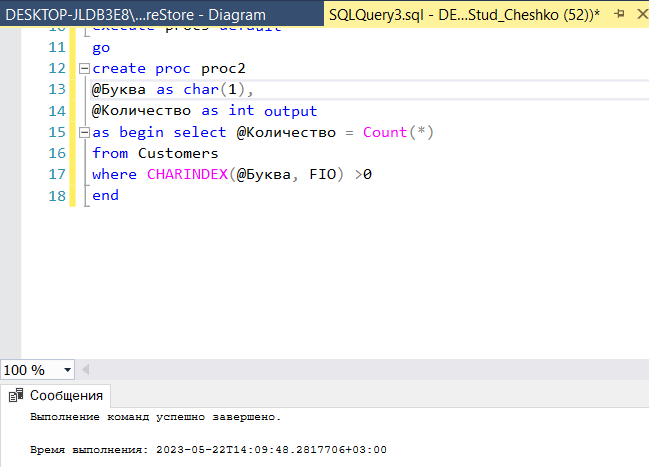 DESKTOP-JLDB3E8\...reStore - Diagram
SQLQuery3.sql - DE...Stud_Cheshko (52))*
11 go
12 create proc proc2
13 @Буква as char(1),
14 @Количество as int output
15 as begin select @Количество = Count(*)
16 from Customers
17 where CHARINDEX(@Буква, FIO) >0
18 end
100 %
Сообщения
Выполнение команд успешно завершено.
Время выполнения: 2023-05-22T14:09:48.2817706+03:00